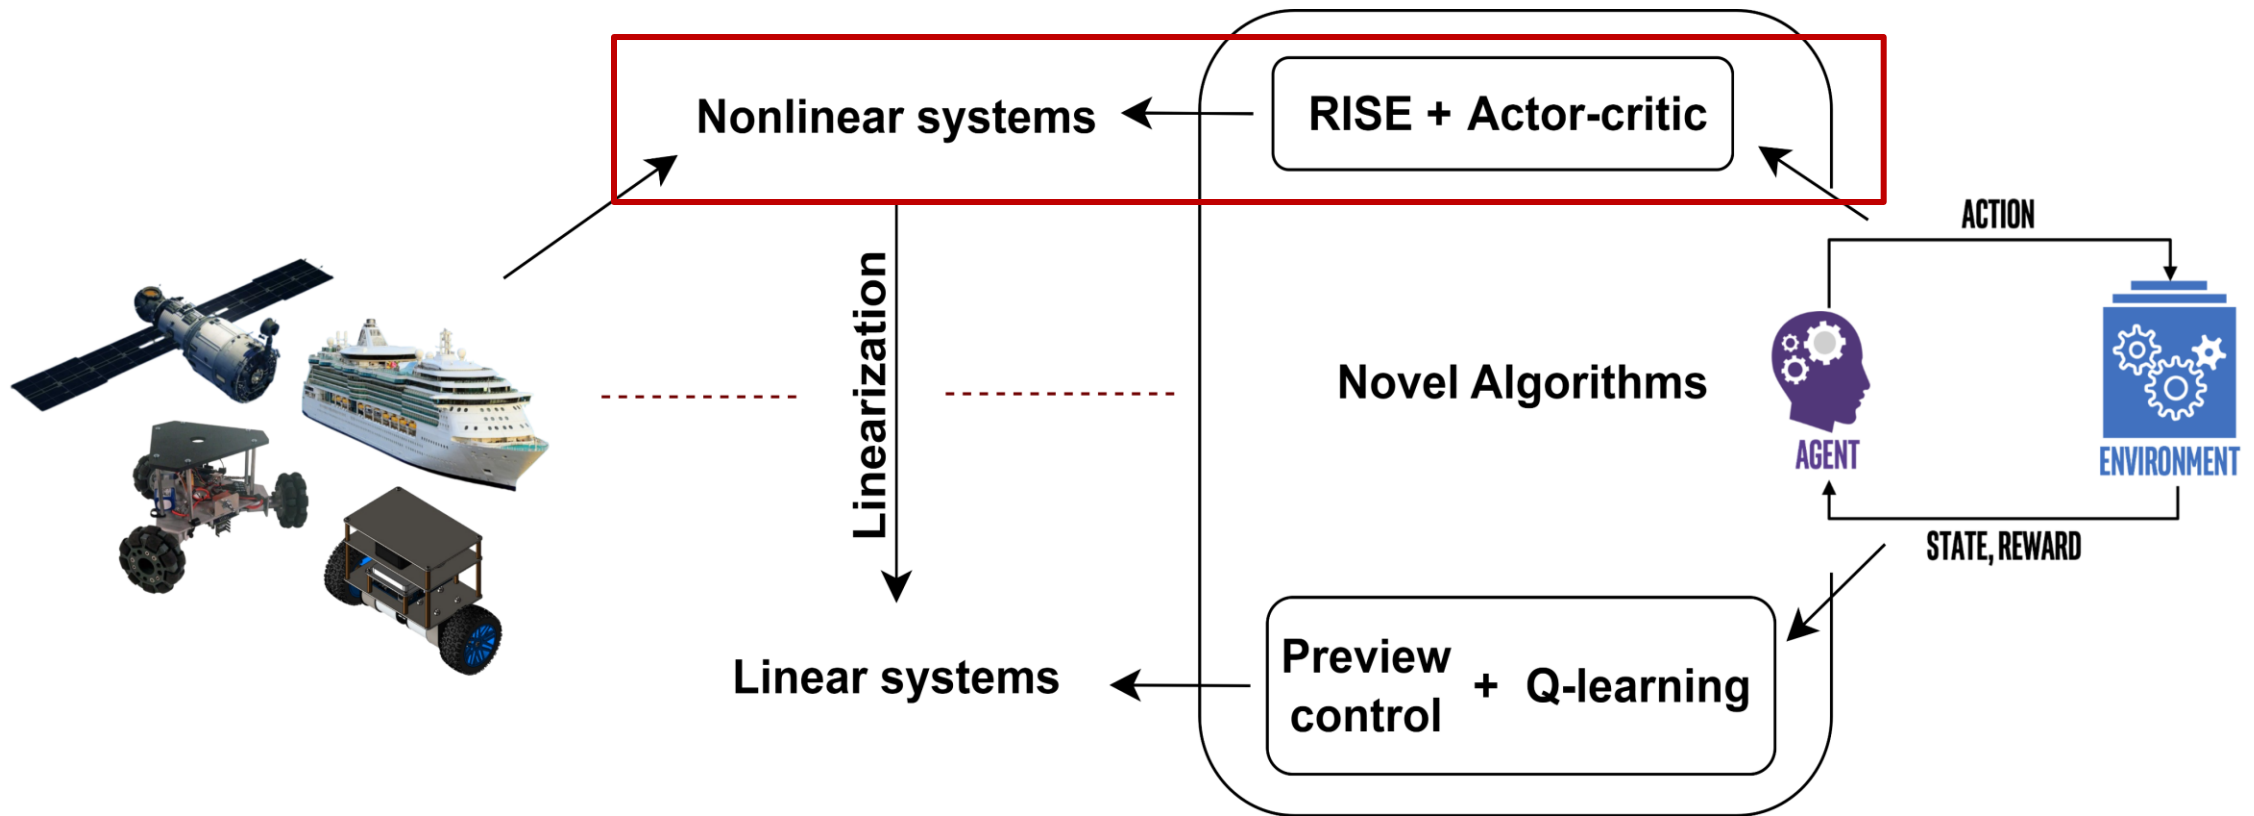 Nonlinear systems
RISE + Actor-critic
ACTION
Linearization
Novel Algorithms
AGENT
ENVIRONMENT
STATE, REWARD
Linear systems
Preview
control
+ Q-learning